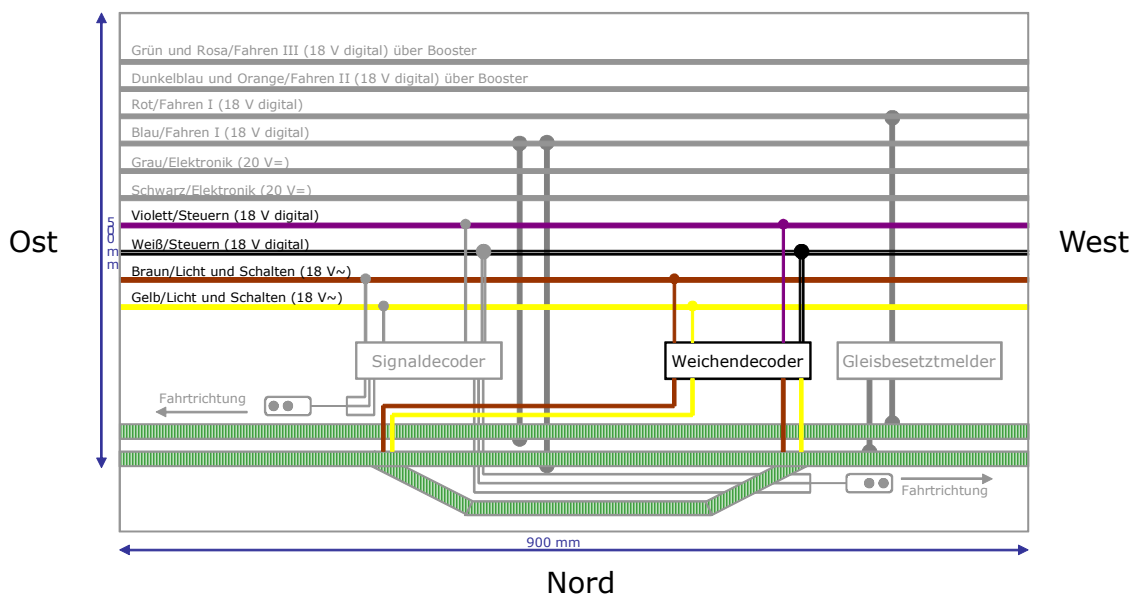 Grün und Rosa/Fahren III (18 V digital) über Booster
Dunkelblau und Orange/Fahren II (18 V digital) über Booster
Rot/Fahren I (18 V digital)
Blau/Fahren I (18 V digital)
Grau/Elektronik (20 V=)
Schwarz/Elektronik (20 V=)
Violett/Steuern (18 V digital)
500 mm
Ost
Weiß/Steuern (18 V digital)
West
Braun/Licht und Schalten (18 V~)
Gelb/Licht und Schalten (18 V~)
Signaldecoder
Weichendecoder
Gleisbesetztmelder
Fahrtrichtung
Fahrtrichtung
900 mm
Nord